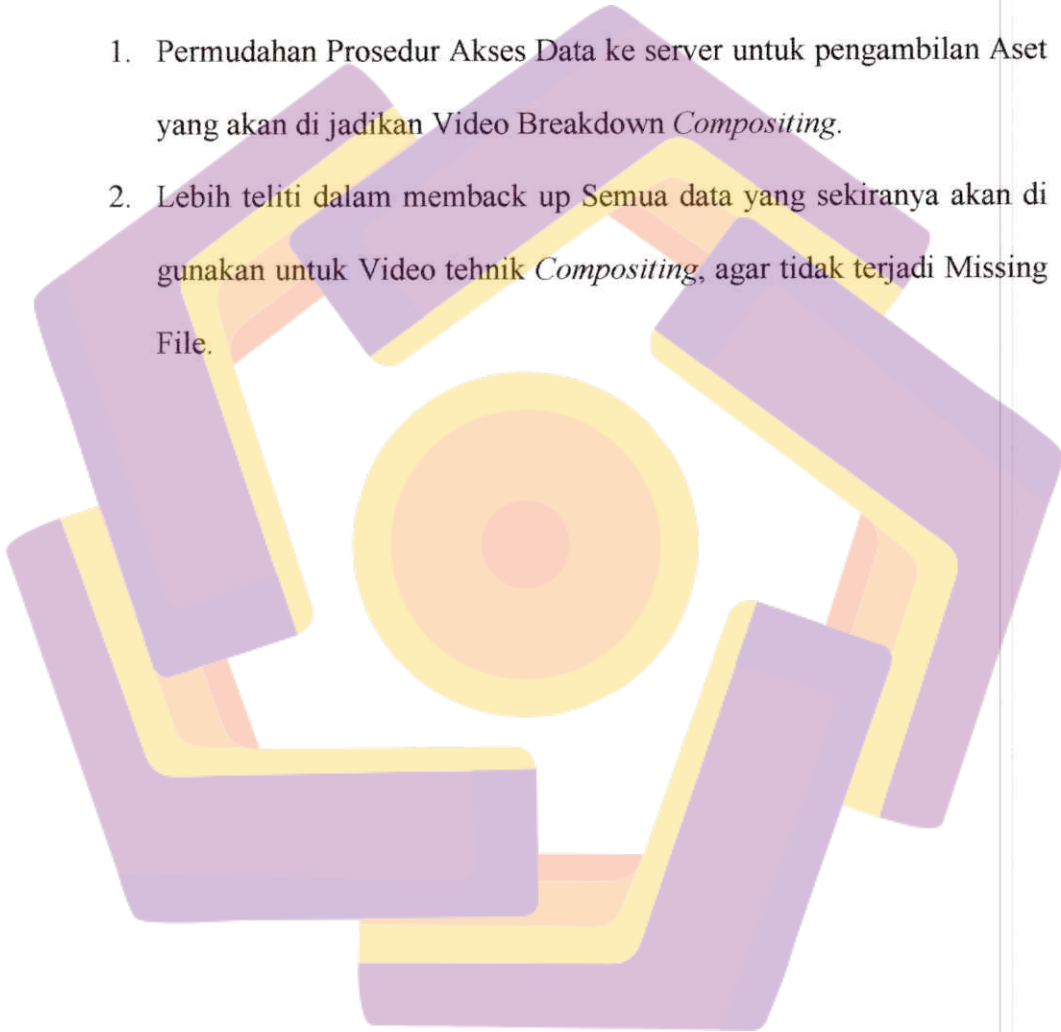 1. Permudahan Prosedur Akses Data ke server untuk pengambilan Aset
yang akan di jadikan Video Breakdown Compositing.
2. Lebih teliti dalam memback up Semua data yang sekiranya akan di
gunakan untuk Video tehnik Compositing, agar tidak terjadi Missing
File.